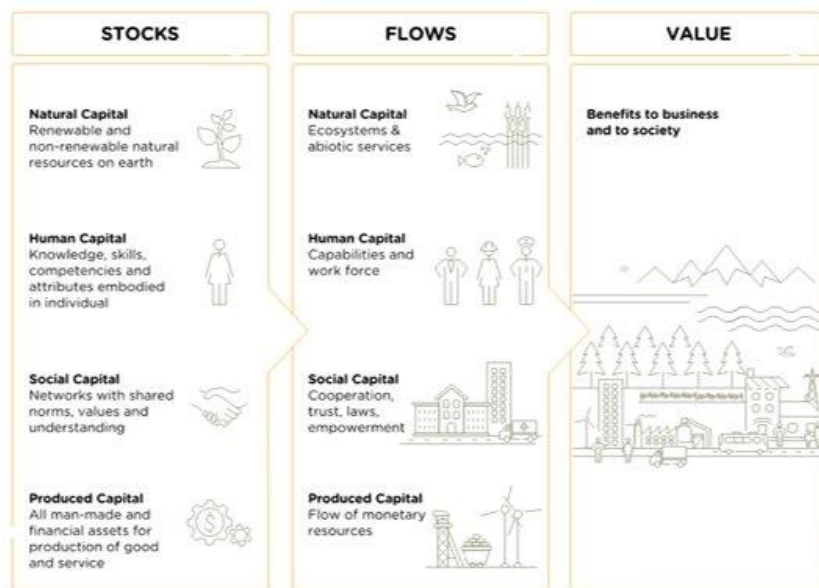 STOCKS
Natural Capital
Renewable and
non-renewable natural
resources on earth
Human Capital
Knowledge, skills,
competencies and
attributes embodied
in individual
Social Capital
Networks with shared
norms, values and
understanding
Produced Capital
All man-made and
financial assets for
production of good
and service
$
FLOWS
Natural Capital
Ecosystems &
abiotic services
Human Capital
Capabilities and
work force
Social Capital
Cooperation,
trust, laws,
empowerment
Produced Capital
Flow of monetary
resources
VALUE
Benefits to business
and to society